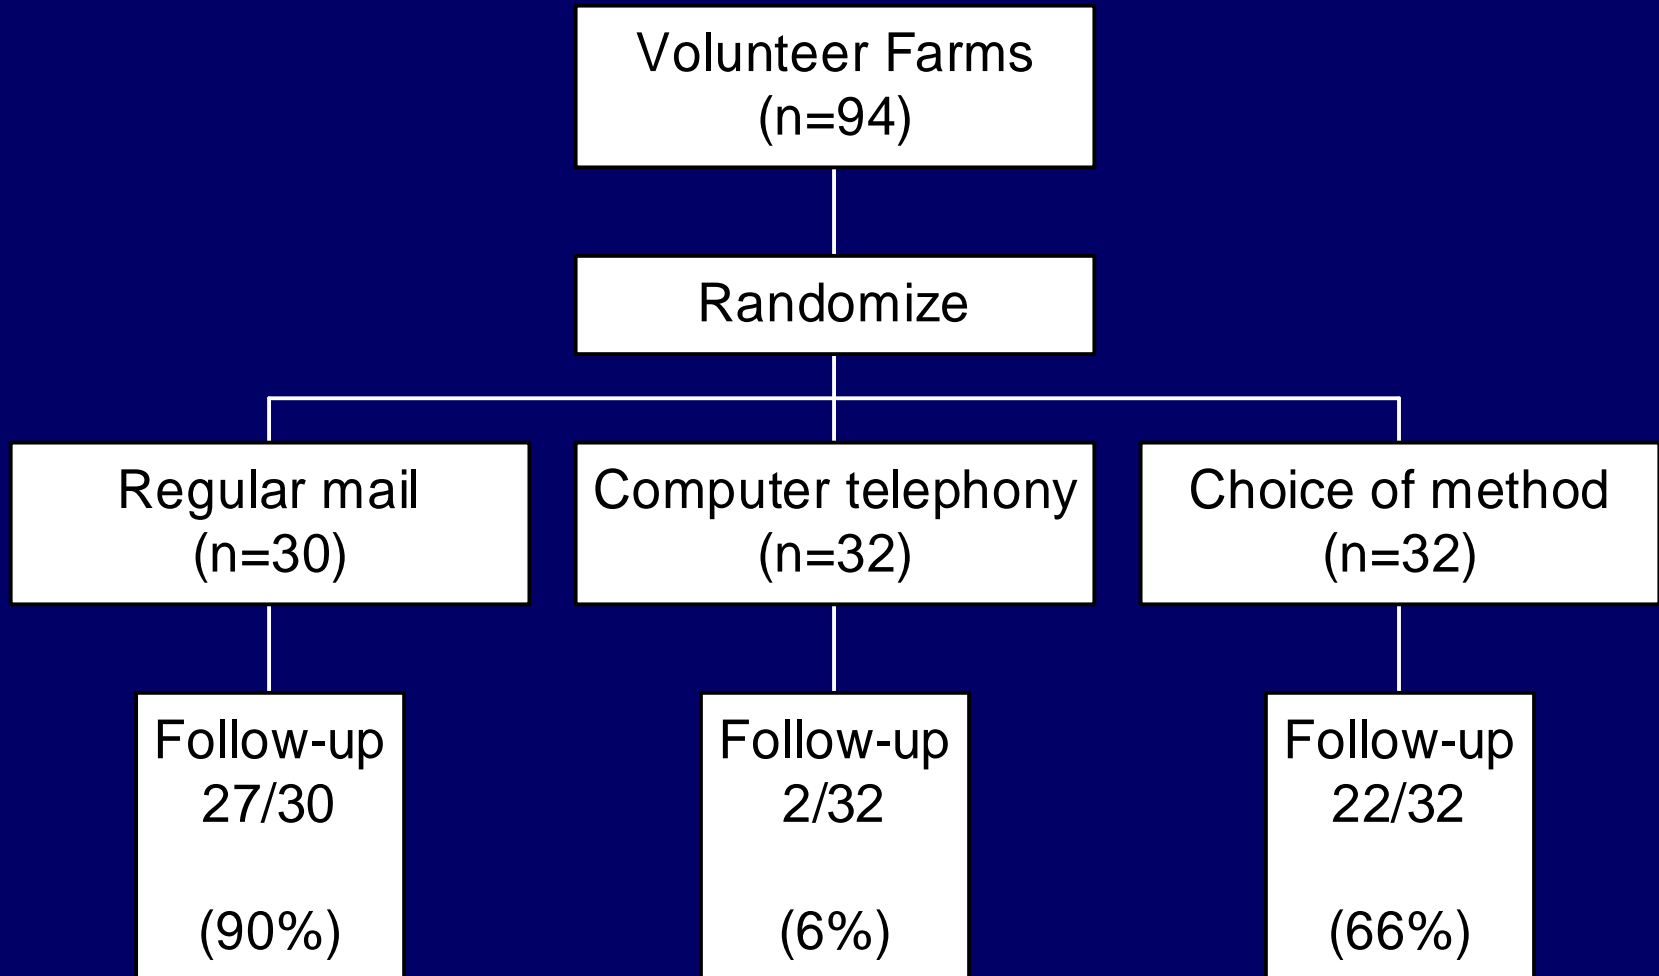 Volunteer Farms
(n=94)
Randomize
Regular mail
(n=30)
Computer telephony
(n=32)
Choice of method
(n=32)
Follow-up
27/30
(90%)
Follow-up
2/32
(6%)
Follow-up
22/32
(66%)